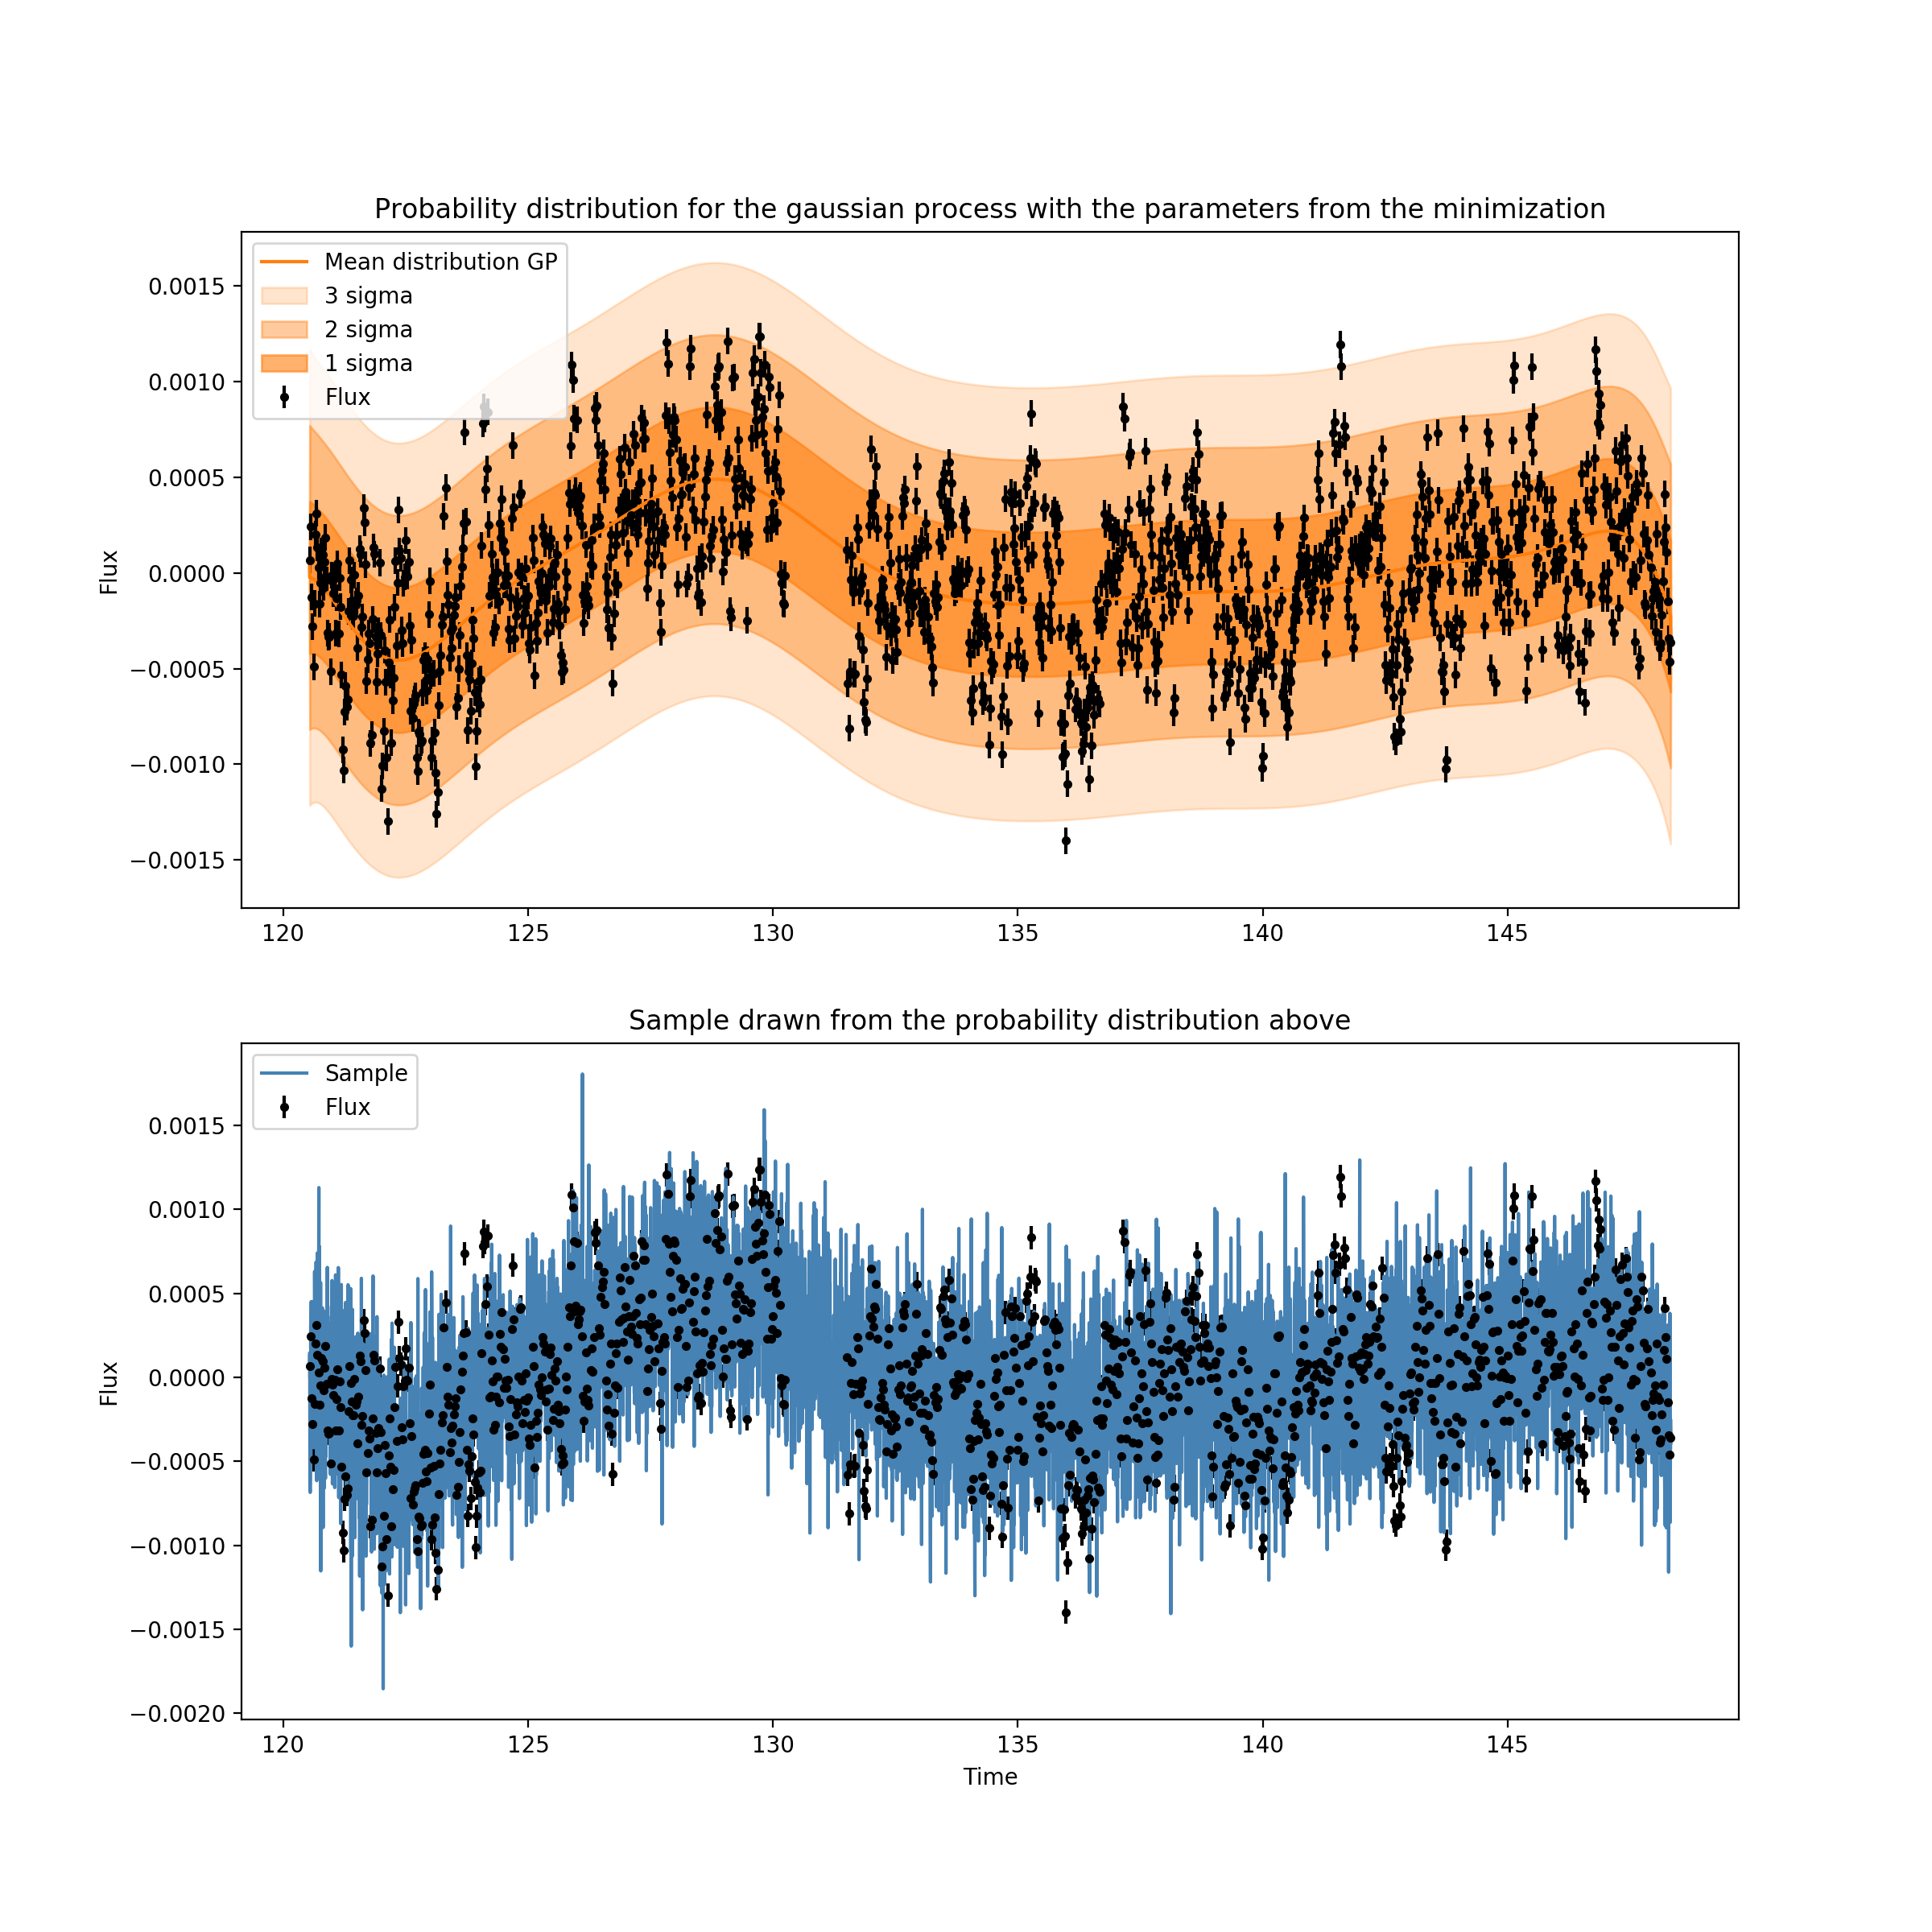 Probability distribution for the gaussian process with the parameters from the minimization
Mean distribution GP
3 sigma
2 sigma
1 sigma
Flux
Flux
0.0015
0.0010
0.0005
0.0000
−0.0005
−0.0010
−0.0015
120 125 130 135 140 145
Sample drawn from the probability distribution above
Sample
Flux
Flux
0.0015
0.0010
0.0005
0.0000
−0.0005
−0.0010
−0.0015
−0.0020
120 125 130 135 140 145
Time